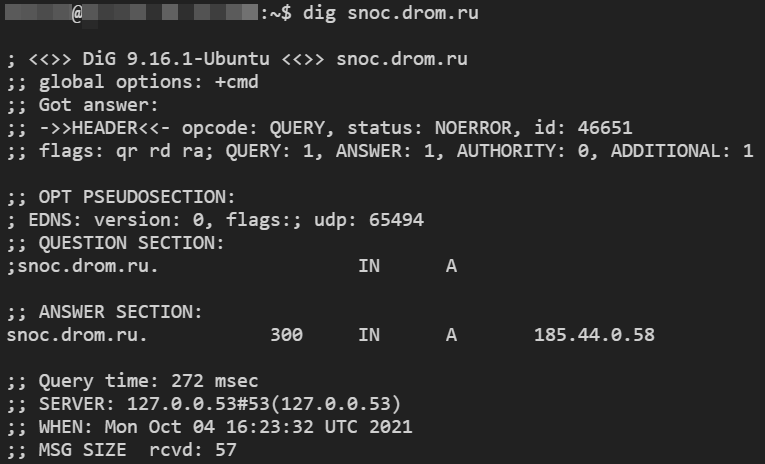 @:~$ dig snoc.drom.ru
; <<>> DiG 9.16.1-Ubuntu <<>> snoc.drom.ru
;; global options: +cmd
;; Got answer:
;; ->>HEADER<<- opcode: QUERY, status: NOERROR, id: 46651
;; flags: qr rd ra; QUERY: 1, ANSWER: 1, AUTHORITY: 0, ADDITIONAL: 1
;; OPT PSEUDOSECTION:
; EDNS: version: 0, flags:; udp: 65494
;; QUESTION SECTION:
;snoc.drom.ru. IN A
;; ANSWER SECTION:
snoc.drom.ru. 300 IN A 185.44.0.58
;; Query time: 272 msec
;; SERVER: 127.0.0.53#53(127.0.0.53)
;; WHEN: Mon Oct 04 16:23:32 UTC 2021
;; MSG SIZE rcvd: 57